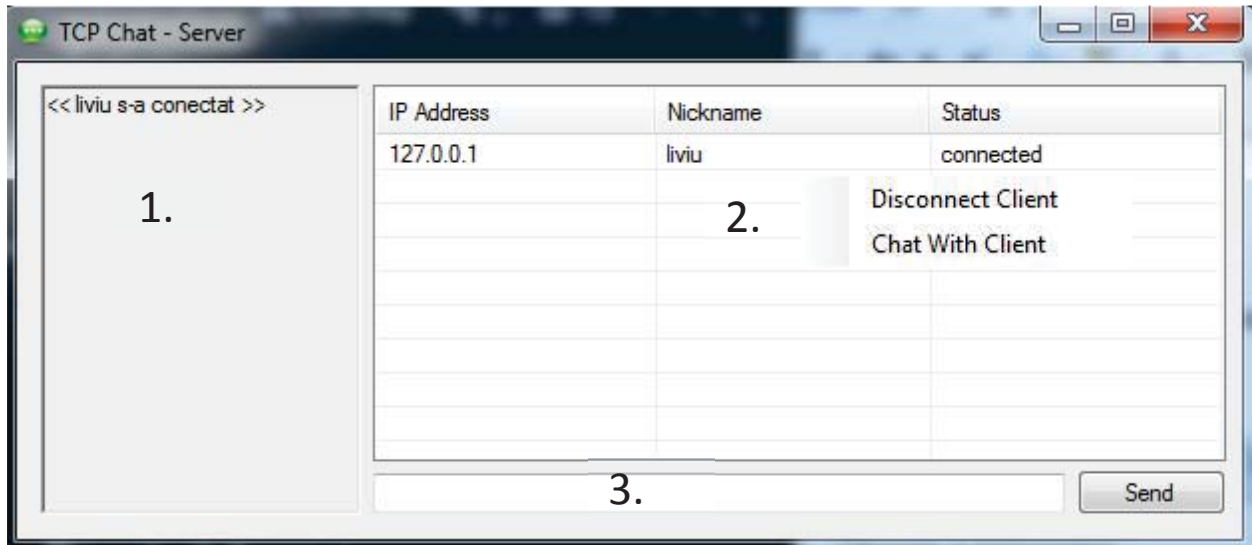 TCP Chat - Server
<< liviu s-a conectat >>
IP Address Nickname Status
127.0.0.1 liviu connected
1.
2.
Disconnect Client
Chat With Client
3.
Send